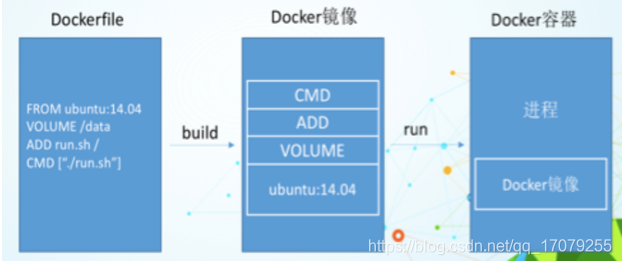 Dockerfile
FROM ubuntu:14.04
VOLUME /data
ADD run.sh /
CMD [“./run.sh”]
build
Docker镜像
CMD
ADD
VOLUME
ubuntu:14.04
run
Docker容器
进程
Docker镜像
https://blog.csdn.net/qq_17079255